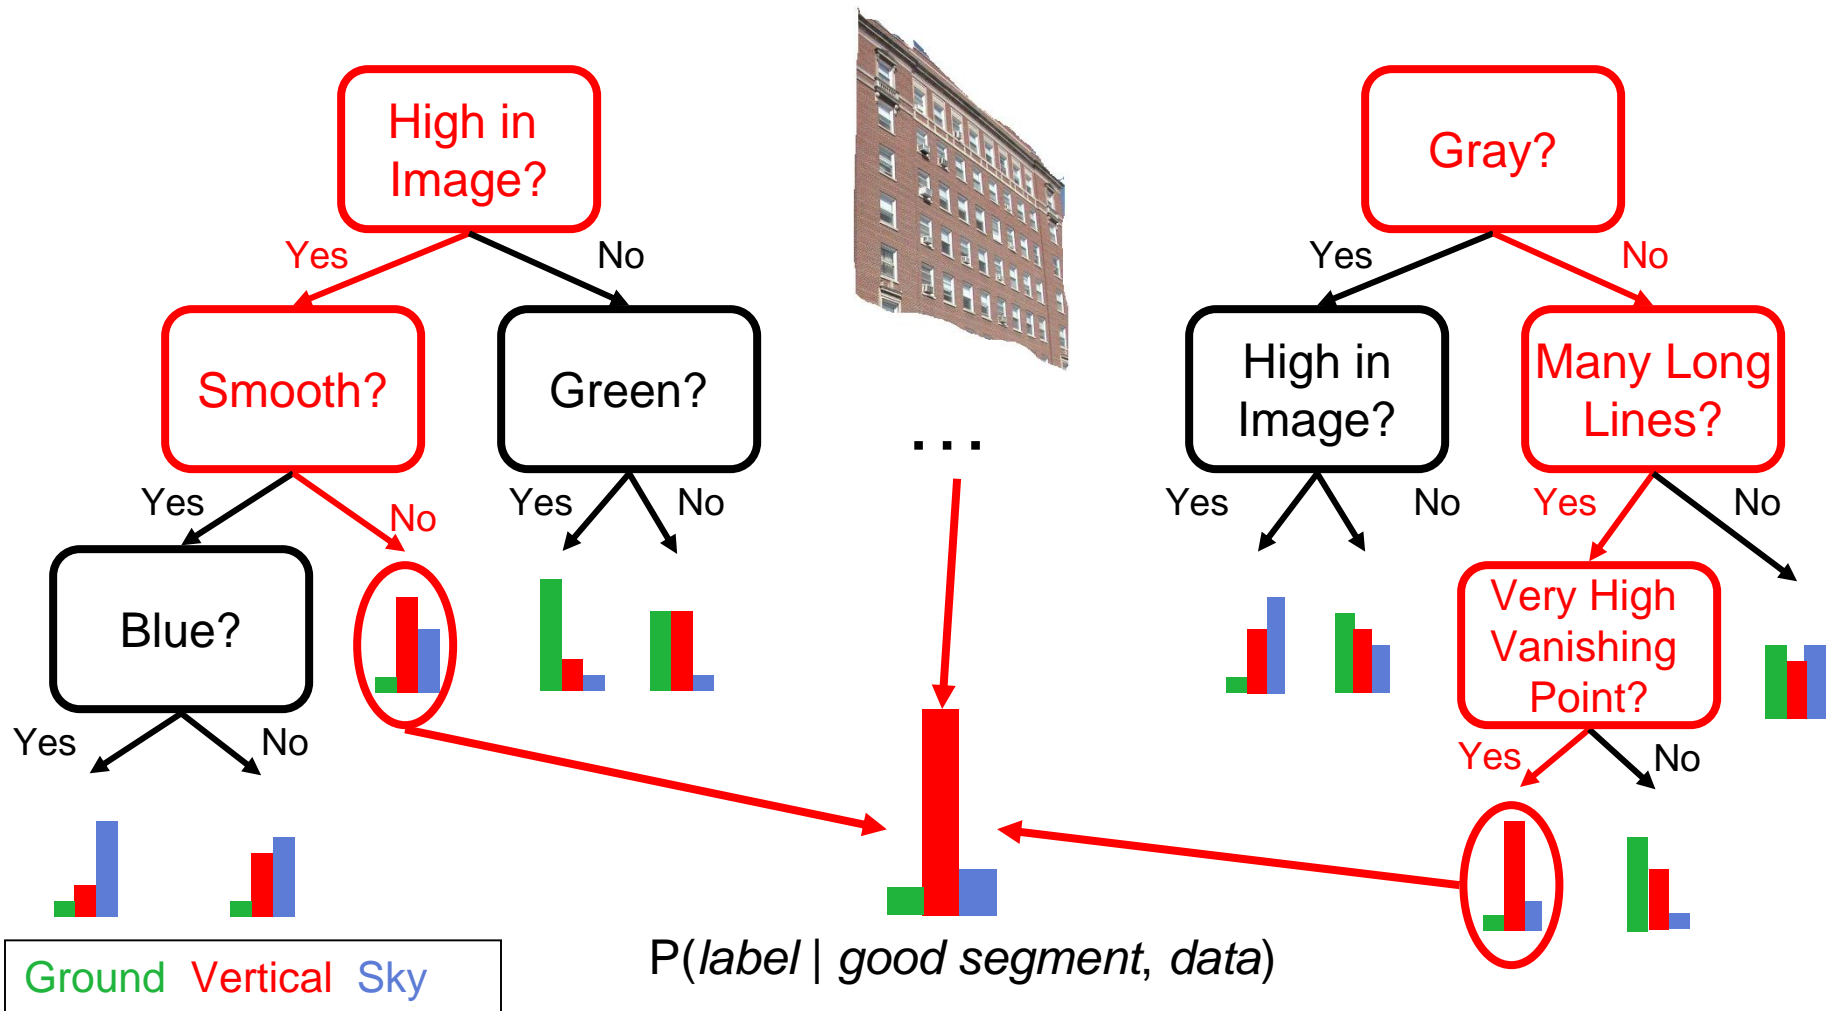 High in
Image?
Gray?
Yes
No
Yes
No
Smooth?
Green?
...
High in
Image?
Many Long
Lines?
Yes
No
Yes
No
Yes
No
Yes
No
Blue?
Very High
Vanishing
Point?
Yes
No
Yes
No
Ground Vertical Sky
P(label | good segment, data)